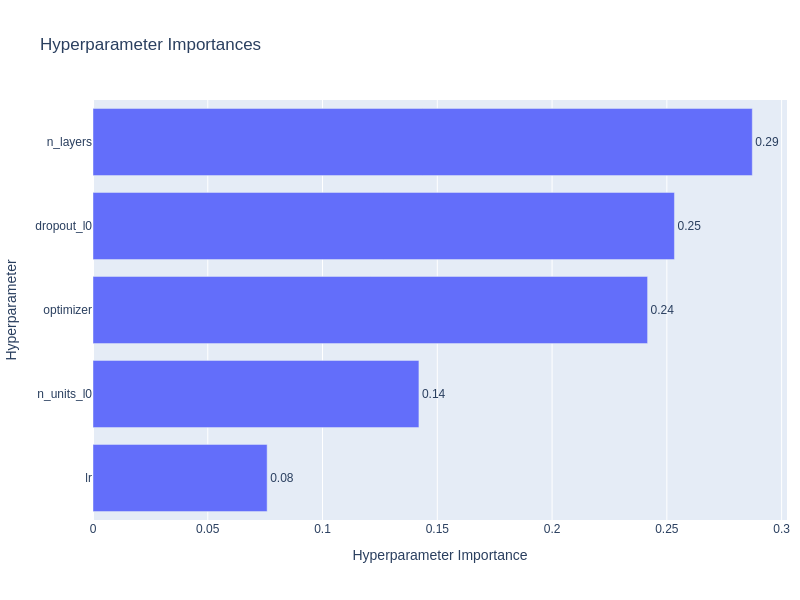 Hyperparameter Importances
n_layers
0.29
dropout_l0
0.25
optimizer
0.24
n_units_l0
0.14
lr
0.08
0 0.05 0.1 0.15 0.2 0.25 0.3
Hyperparameter Importance
Hyperparameter